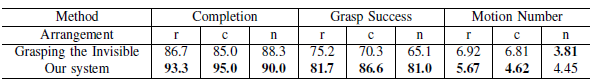 Method Completion Grasp Success Motion Number
Arrangement r c n r c n r c n
Grasping the Invisible 86.7 85.0 88.3 75.2 70.3 65.1 6.92 6.81 3.81
Our system 93.3 95.0 90.0 81.7 86.6 81.0 5.67 4.62 4.45